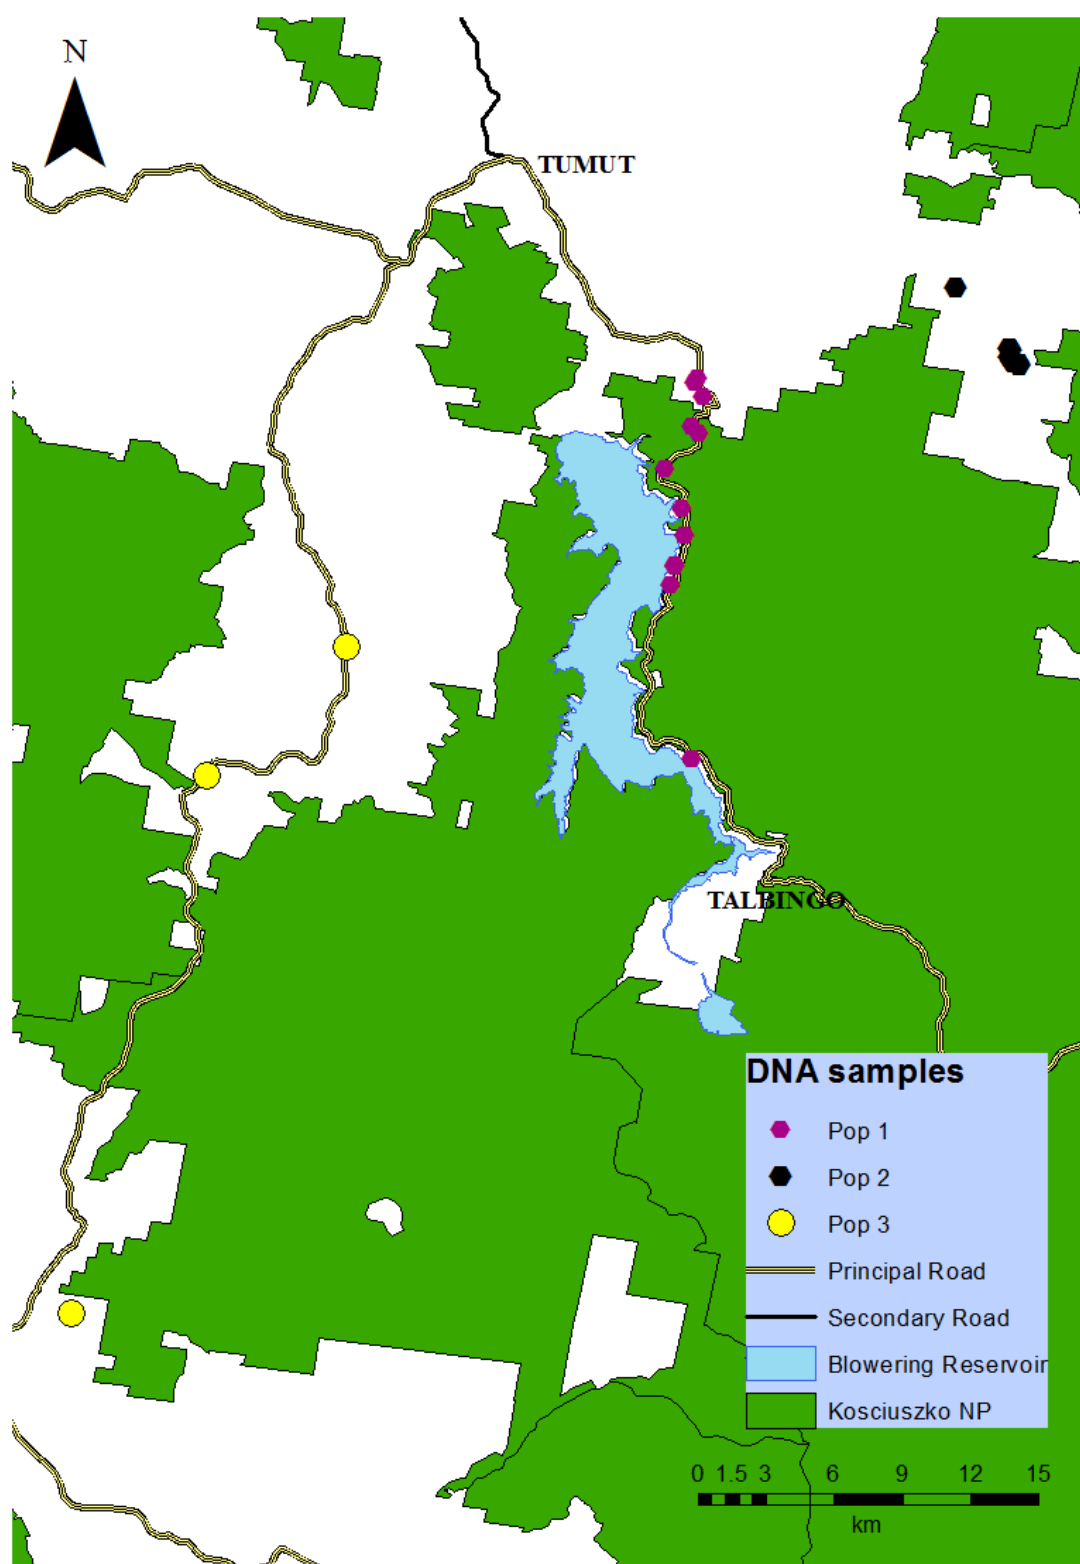 N
TUMUT
TALBINGO
DNA samples
Pop 1
Pop 2
Pop 3
Principal Road
Secondary Road
Blowering Reservoir
Kosciuszko NP
0 1.5 3 6 9 12 15
km